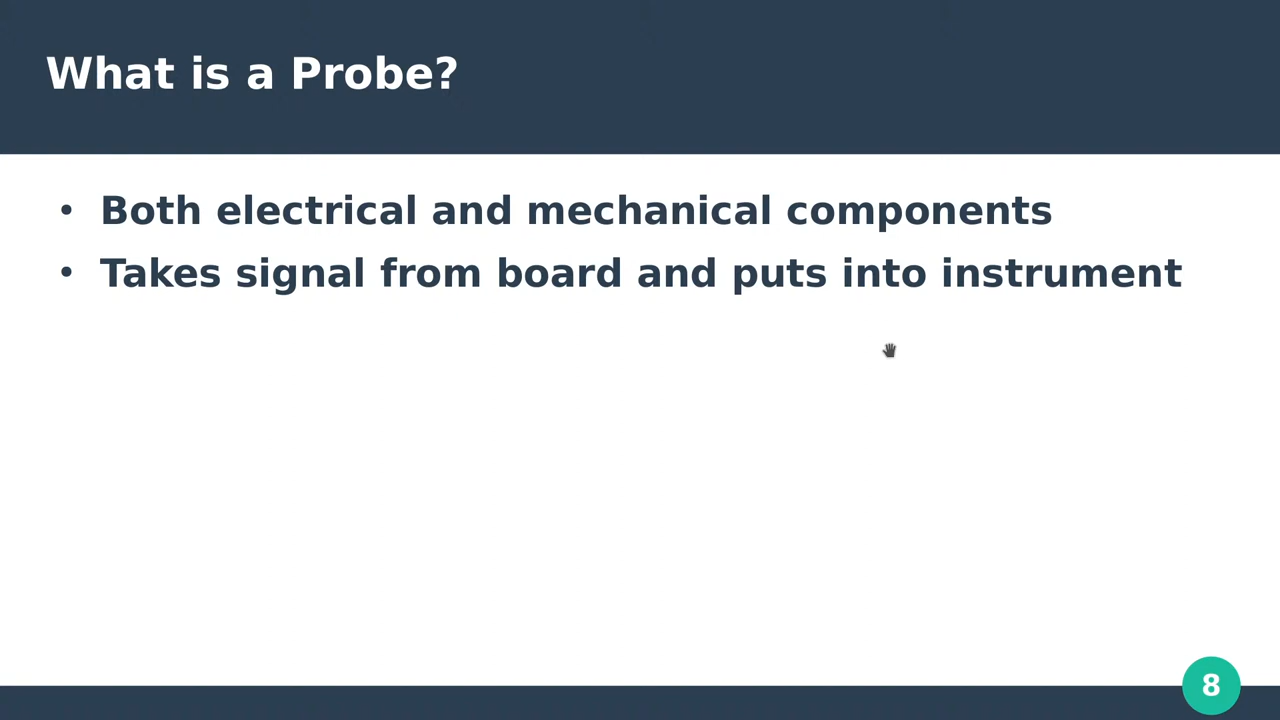 What is a Probe?
• Both electrical and mechanical components
• Takes signal from board and puts into instrument
8